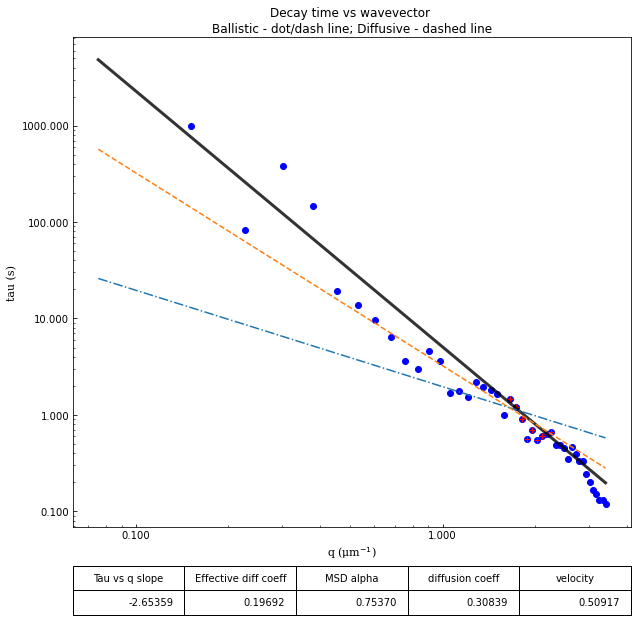 Decay time vs wavevector
Ballistic - dot/dash line; Diffusive - dashed line
tau (s)
1000.000
100.000
10.000
1.000
0.100
0.100 1.000
q (μm⁻¹)
Tau vs q slope Effective diff coeff MSD alpha diffusion coeff velocity
-2.65359 0.19692 0.75370 0.30839 0.50917